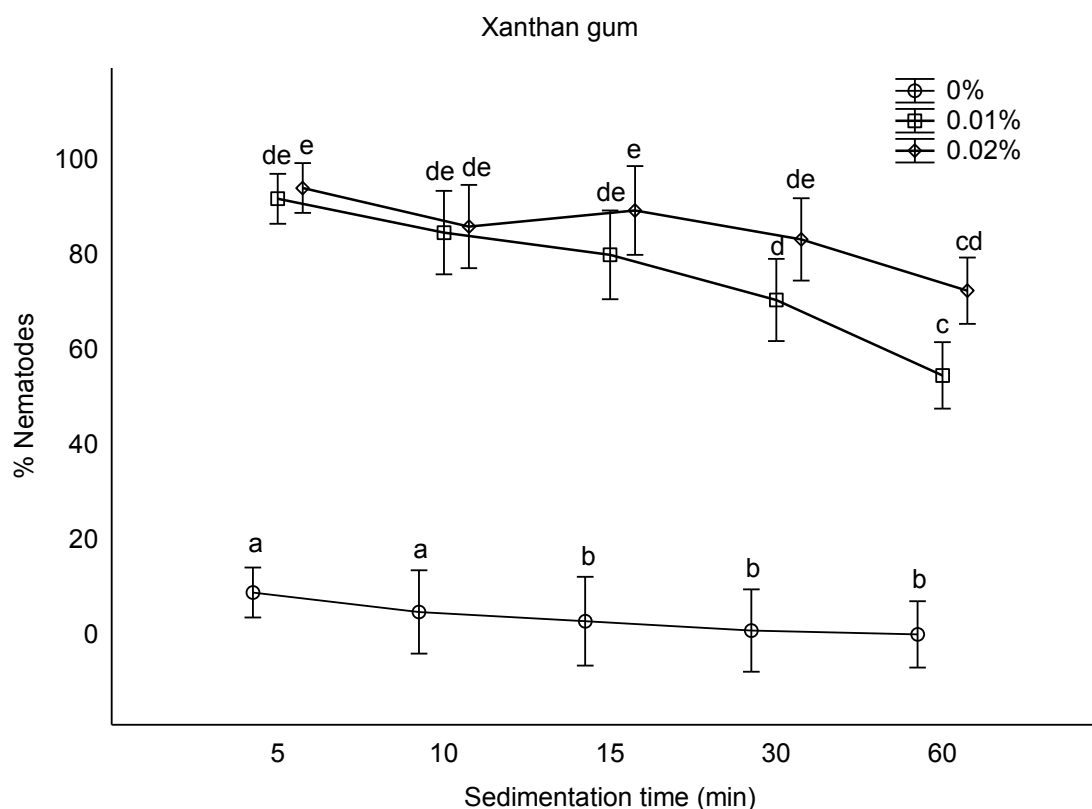 Xanthan gum
0%
0.01%
0.02%
100
80
60
40
20
0
% Nematodes
de e
de de
de e
d de
c cd
a
a
b
b
b
5 10 15 30 60
Sedimentation time (min)